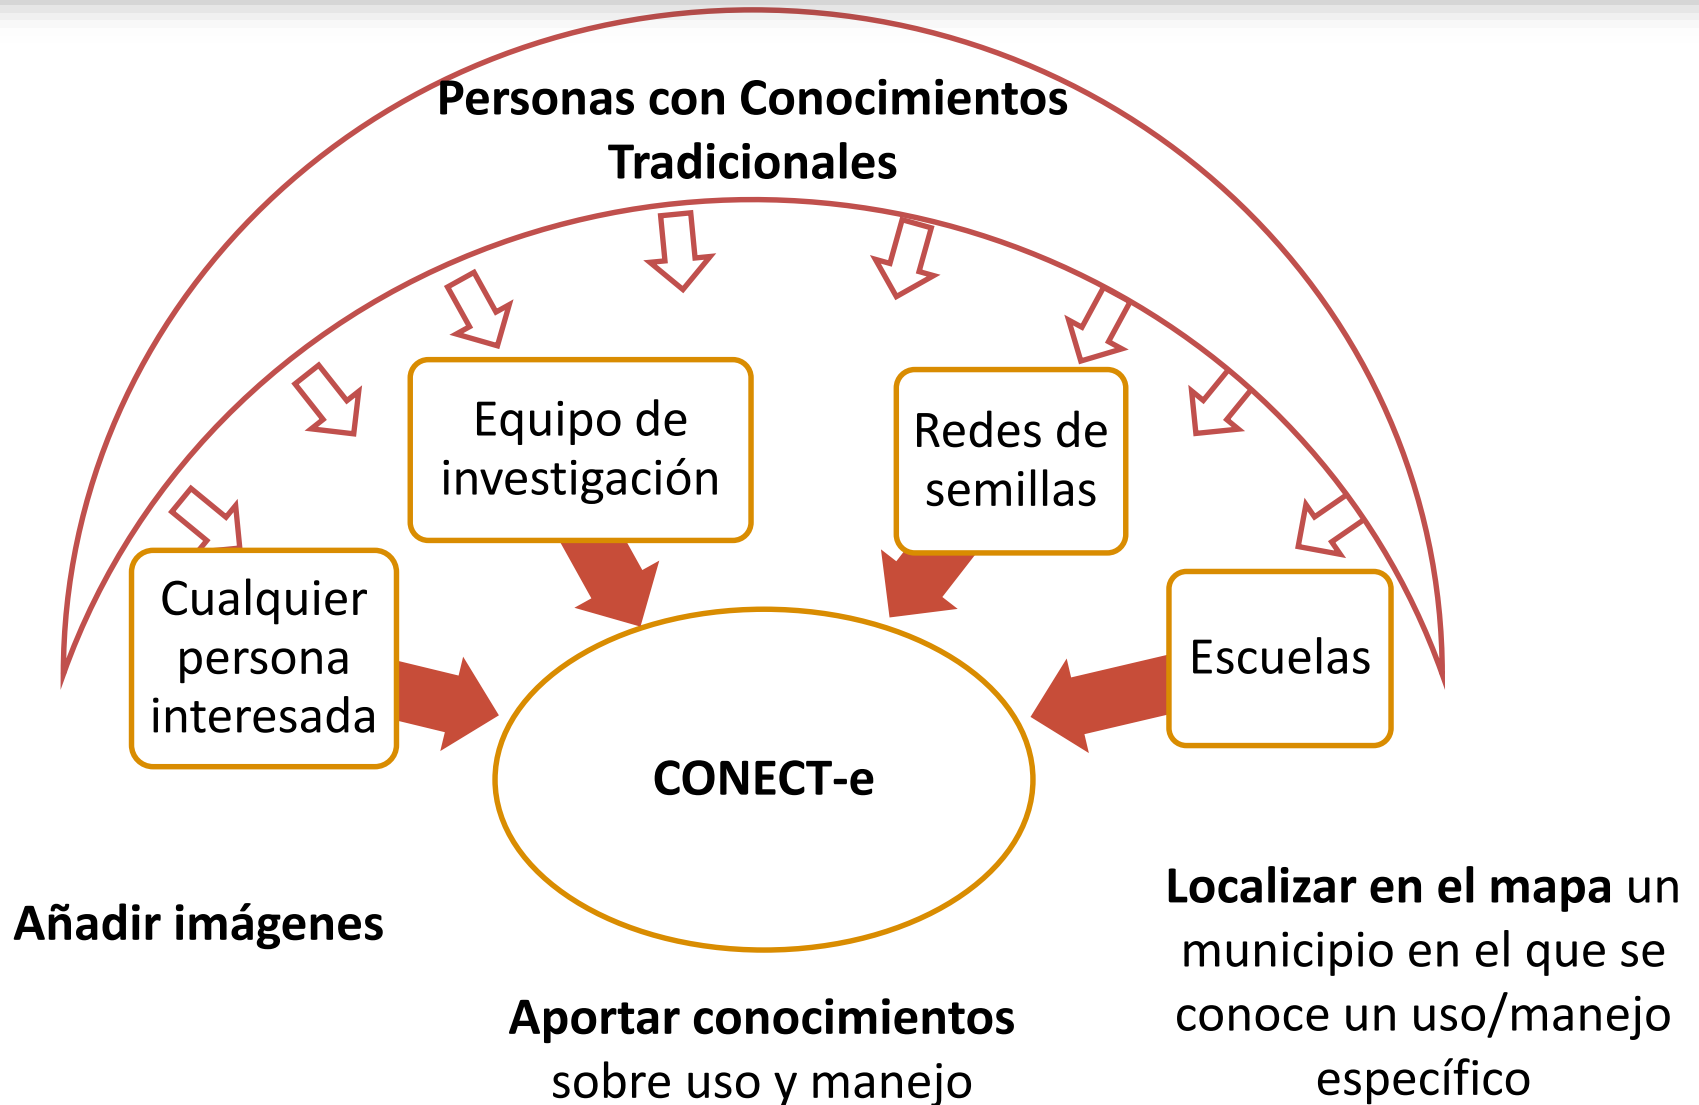 Personas con Conocimientos
Tradicionales
Equipo de
investigación
Redes de
semillas
Cualquier
persona
interesada
Escuelas
CONECT-e
Añadir imágenes
Localizar en el mapa un
municipio en el que se
conoce un uso/manejo
específico
Aportar conocimientos
sobre uso y manejo